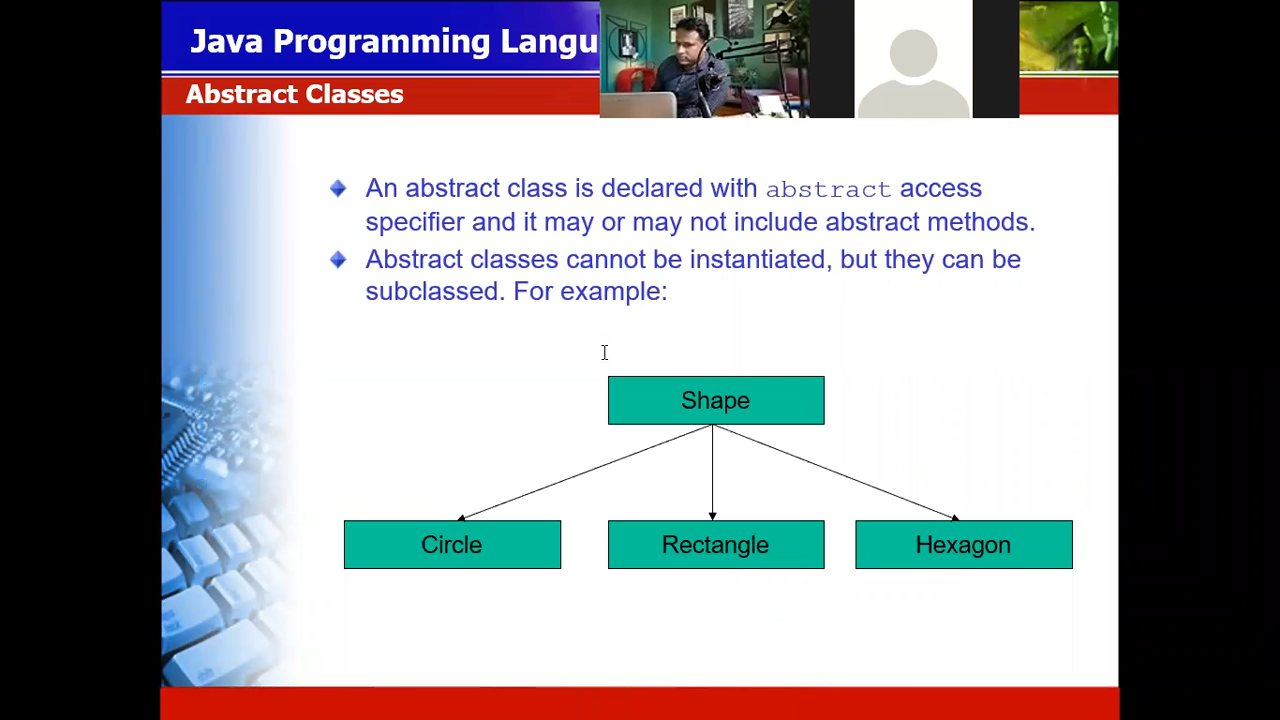 Java Programming Langu
Abstract Classes
An abstract class is declared with abstract access
specifier and it may or may not include abstract methods.
Abstract classes cannot be instantiated, but they can be
subclassed. For example:
Shape
Circle
Rectangle
Hexagon